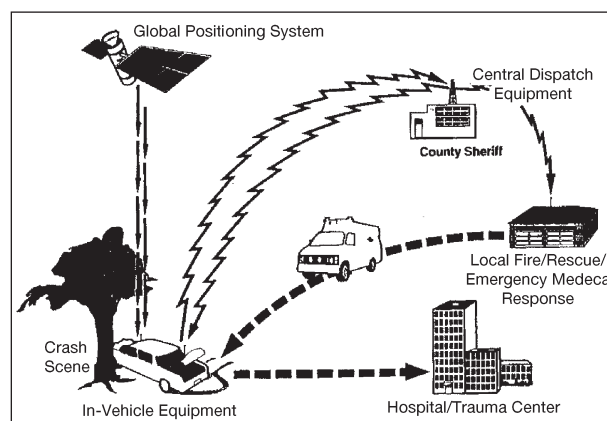 Global Positioning System
Central Dispatch
Equipment
County Sheriff
Local Fire/Rescue/
Emergency Medeca
Response
Crash
Scene
In-Vehicle Equipment
Hospital/Trauma Center